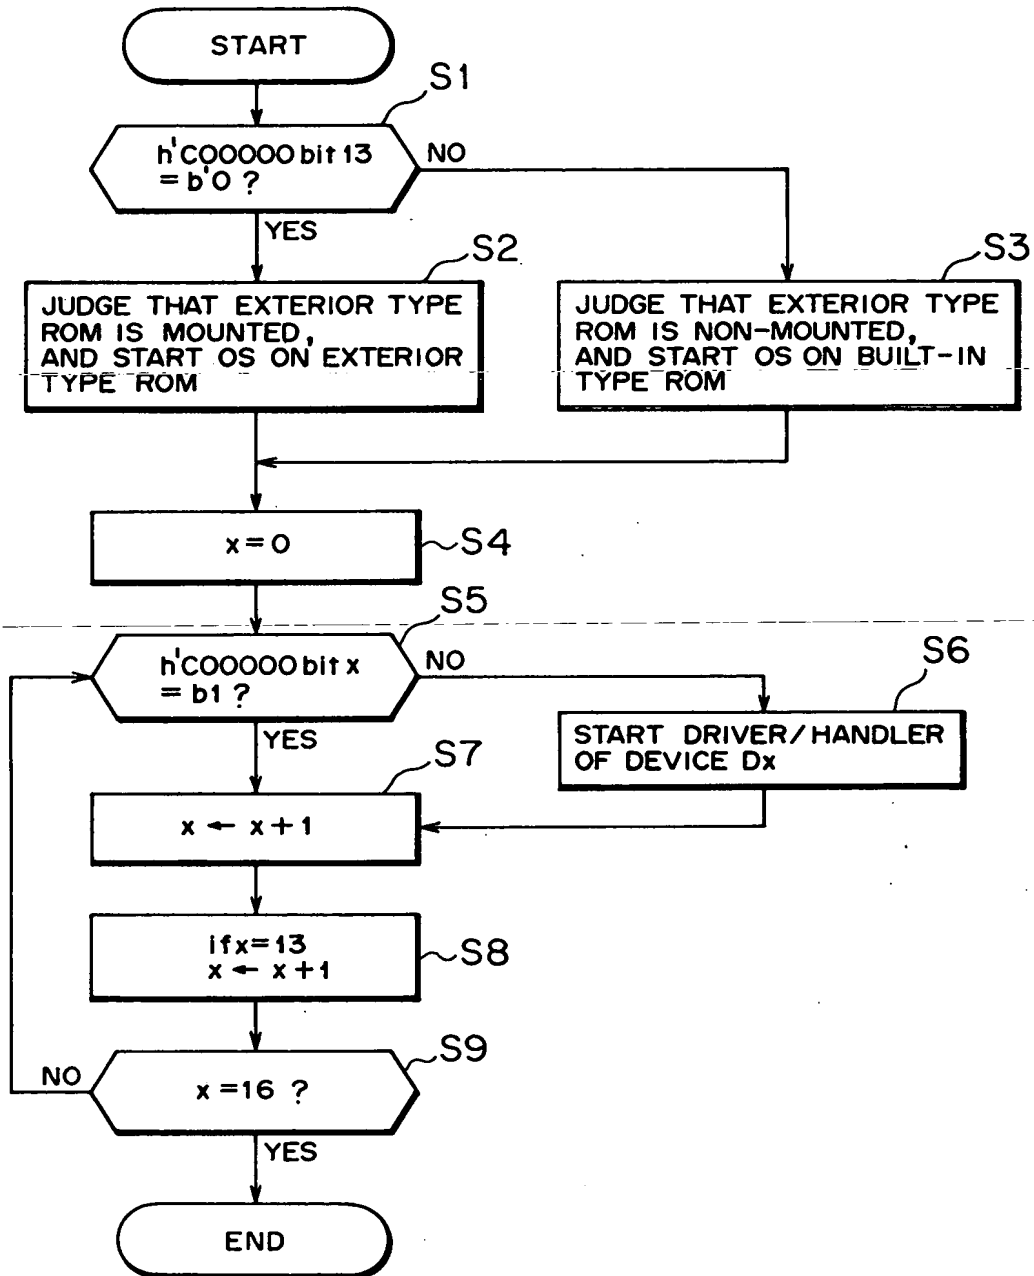 START
S1
h'C00000 bit 13
= b'0 ?
NO
YES
S2
S3
JUDGE THAT EXTERIOR TYPE
ROM IS MOUNTED,
AND START OS ON EXTERIOR
TYPE ROM
JUDGE THAT EXTERIOR TYPE
ROM IS NON-MOUNTED,
AND START OS ON BUILT-IN
TYPE ROM
x = 0
S4
S5
h'C00000 bit x
= b1 ?
NO
YES
S6
START DRIVER/HANDLER
OF DEVICE Dx
S7
x ← x + 1
if x = 13
x ← x + 1
S8
S9
x = 16 ?
NO
YES
END